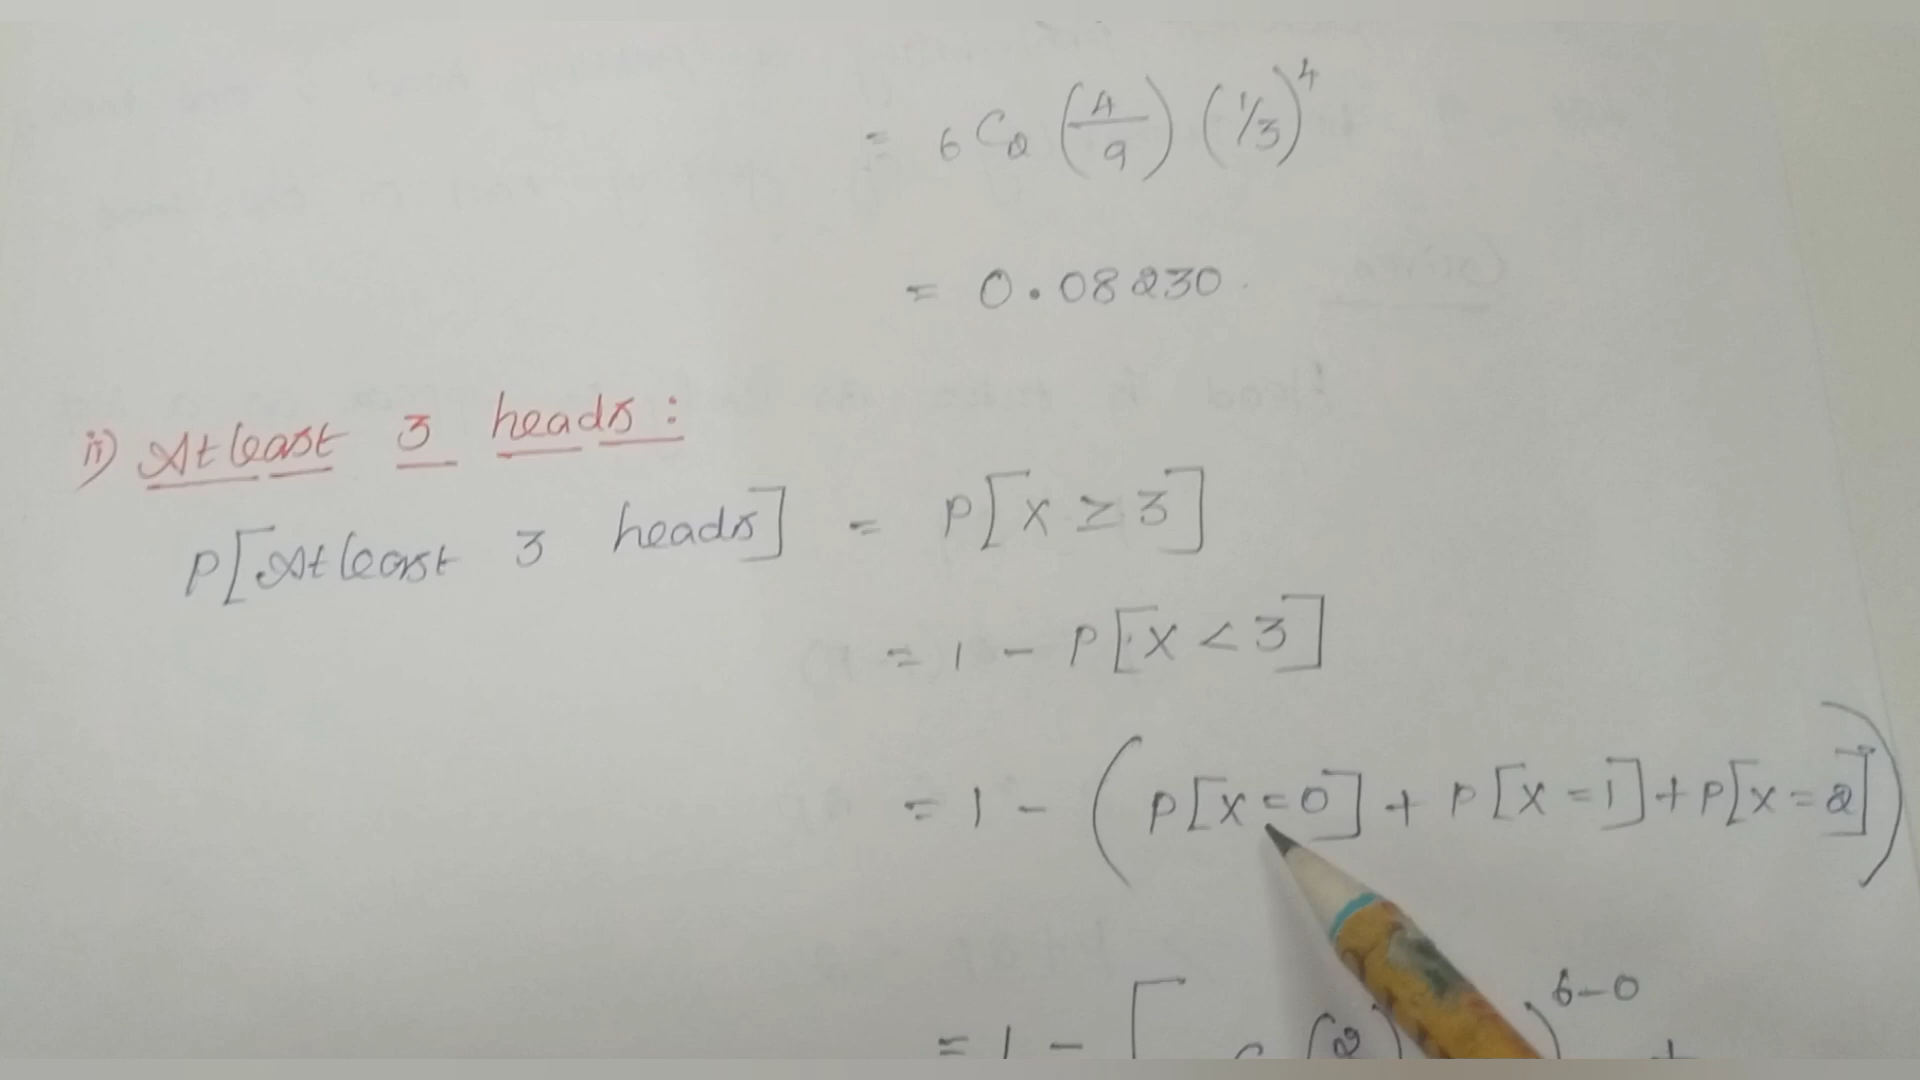 = 6C2 (4/9) (1/3)^4
= 0.08230.
ii) Atleast 3 heads:
P[Atleast 3 heads] = P[X ≥ 3]
= 1 - P[X < 3]
= 1 - (P[X=0] + P[X=1] + P[X=2])
6-0
= 1 - [